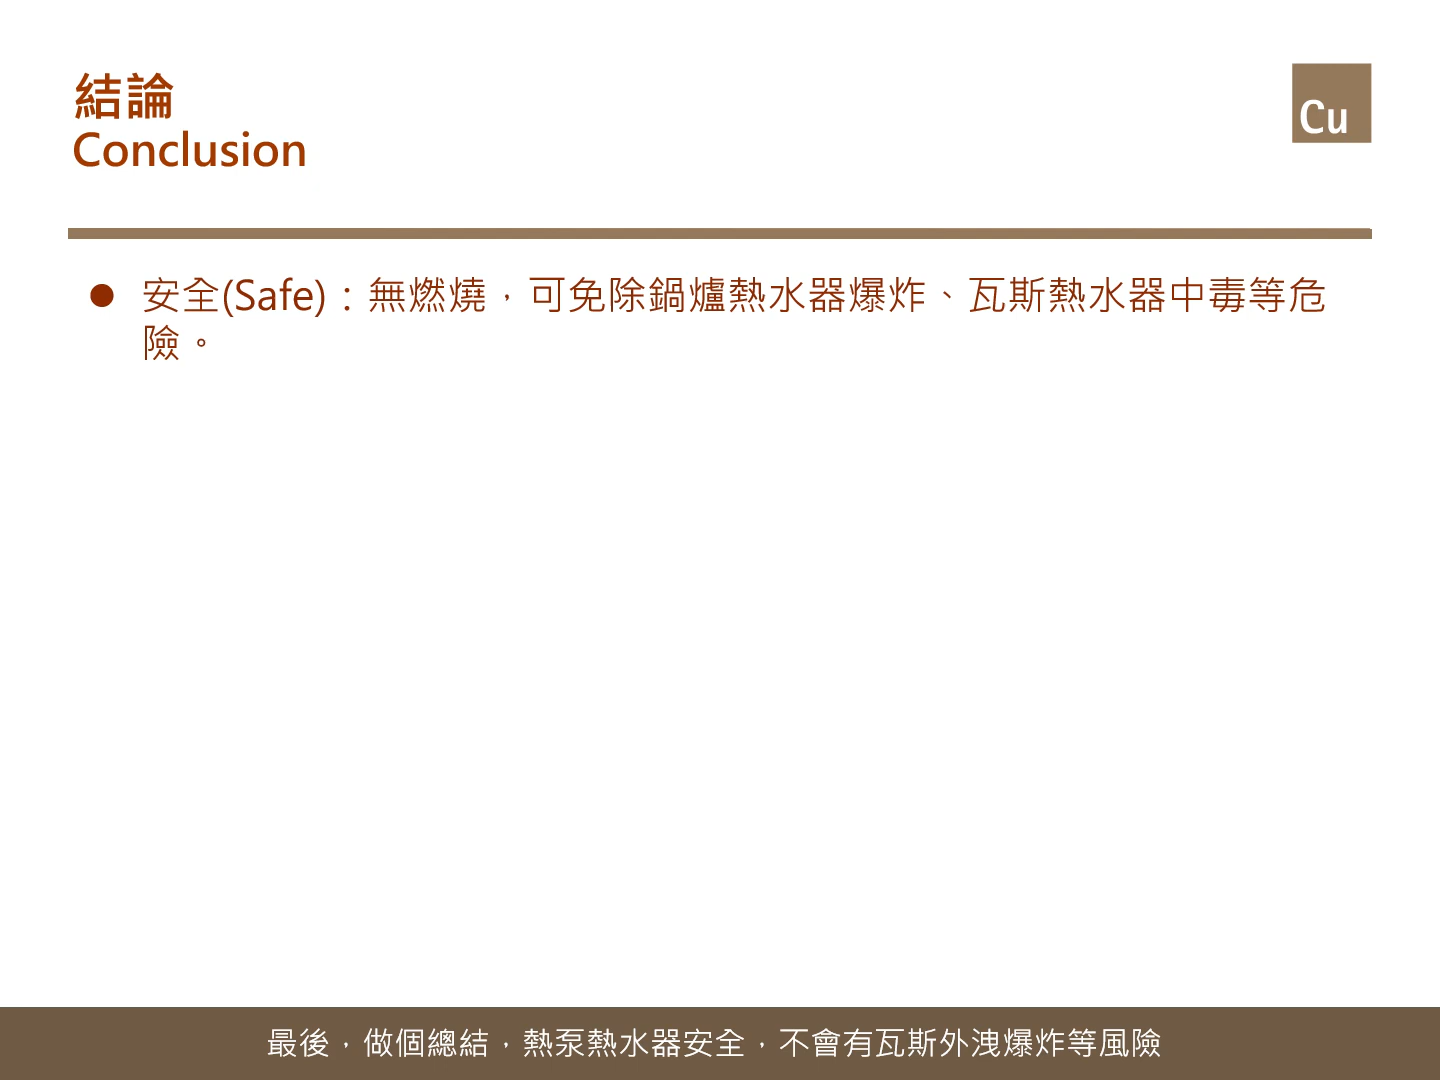 結論
Conclusion
Cu
● 安全(Safe)：無燃燒，可免除鍋爐熱水器爆炸、瓦斯熱水器中毒等危
險。
最後，做個總結，熱泵熱水器安全，不會有瓦斯外洩爆炸等風險